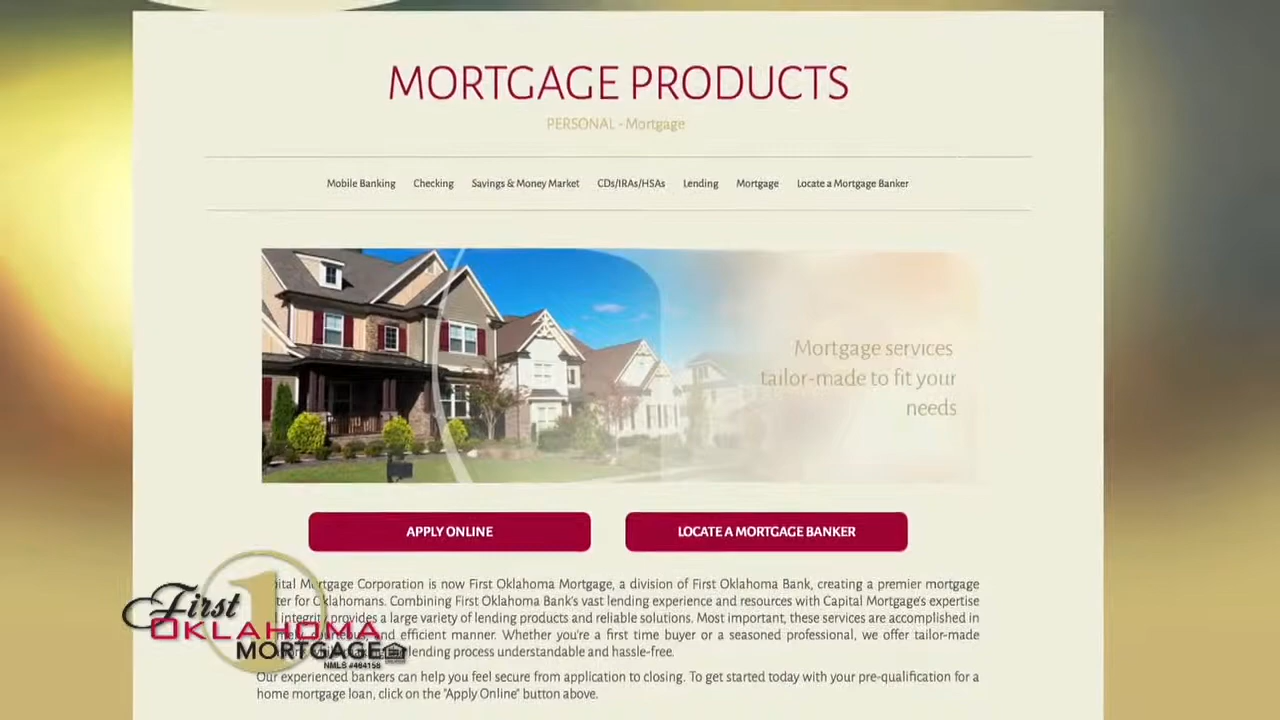 MORTGAGE PRODUCTS
PERSONAL - Mortgage
Mobile Banking Checking Savings & Money Market CDs/IRAs/HSAs Lending Mortgage Locate a Mortgage Banker
Mortgage services
tailor-made to fit your
needs
APPLY ONLINE LOCATE A MORTGAGE BANKER
Mortgage Corporation is now First Oklahoma Mortgage, a division of First Oklahoma Bank, creating a premier mortgage
for Oklahomans. Combining First Oklahoma Bank's vast lending experience and resources with Capital Mortgage's expertise
integrity provides a large variety of lending products and reliable solutions. Most important, these services are accomplished in
and efficient manner. Whether you're a first time buyer or a seasoned professional, we offer tailor-made
lending process understandable and hassle-free.
Our experienced bankers can help you feel secure from application to closing. To get started today with your pre-qualification for a
home mortgage loan, click on the "Apply Online" button above.
1
First
OKLAHOMA
MORTGAGE
NMLS #464158